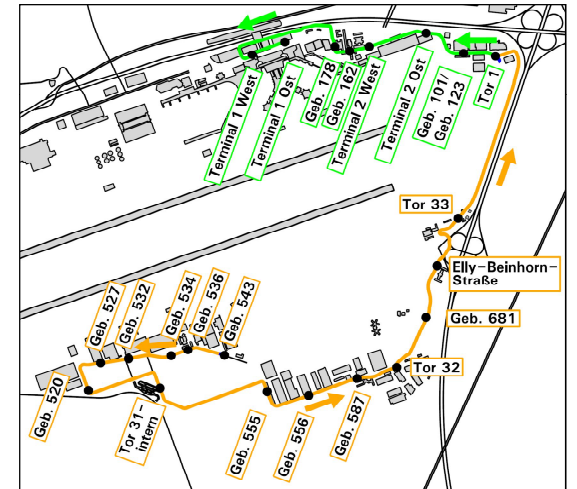 Terminal 1 West
Terminal 1 Ost
Geb. 178
Geb. 162
Terminal 2 West
Terminal 2 Ost
Geb. 101/
Geb. 123
Tor 1
Tor 33
Elly-Beinhorn-
Straße
Geb. 681
Tor 32
Geb. 520
Geb. 527
Geb. 532
Geb. 534
Geb. 536
Geb. 543
Tor 31-
intern
Geb. 555
Geb. 556
Geb. 587